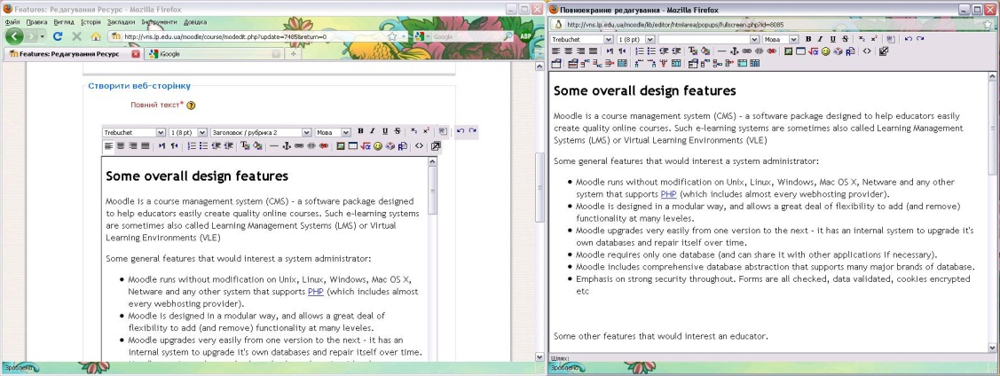 Features: Редагування Ресурс - Mozilla Firefox
Файл Правка Вигляд Історія Закладки Інструменти Довідка
http://vns.lp.edu.ua/moodle/course/modedit.php?update=7485&return=0
Google
ABP
Features: Редагування Ресурс
iGoogle
Створити веб-сторінку
Повний текст*
Trebuchet
1 (8 pt)
Заголовок / рубрика 2
Мова
B I U S
Some overall design features
Moodle is a course management system (CMS) - a software package designed
to help educators easily create quality online courses. Such e-learning systems
are sometimes also called Learning Management Systems (LMS) or Virtual
Learning Environments (VLE)
Some general features that would interest a system administrator:
Moodle runs without modification on Unix, Linux, Windows, Mac OS X,
Netware and any other system that supports PHP (which includes almost
every webhosting provider).
Moodle is designed in a modular way, and allows a great deal of
flexibility to add (and remove) functionality at many leveles.
Moodle upgrades very easily from one version to the next - it has an
internal system to upgrade it's own databases and repair itself over time.
Зроблено
Повноекранне редагування - Mozilla Firefox
http://vns.lp.edu.ua/moodle/lib/editor/htmlarea/popups/fullscreen.php?id=8085
Trebuchet
1 (8 pt)
Мова
B I U S
Some overall design features
Moodle is a course management system (CMS) - a software package designed to help educators easily
create quality online courses. Such e-learning systems are sometimes also called Learning Management
Systems (LMS) or Virtual Learning Environments (VLE)
Some general features that would interest a system administrator:
Moodle runs without modification on Unix, Linux, Windows, Mac OS X, Netware and any other
system that supports PHP (which includes almost every webhosting provider).
Moodle is designed in a modular way, and allows a great deal of flexibility to add (and remove)
functionality at many leveles.
Moodle upgrades very easily from one version to the next - it has an internal system to upgrade it's
own databases and repair itself over time.
Moodle requires only one database (and can share it with other applications if necessary).
Moodle includes comprehensive database abstraction that supports many major brands of database.
Emphasis on strong security throughout. Forms are all checked, data validated, cookies encrypted
etc
Some other features that would interest an educator.
Шлях:
Зроблено